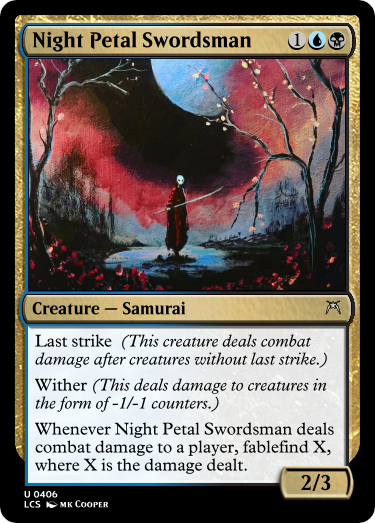 Night Petal Swordsman 1
Creature — Samurai
Last strike (This creature deals combat
damage after creatures without last strike.)
Wither (This deals damage to creatures in
the form of -1/-1 counters.)
Whenever Night Petal Swordsman deals
combat damage to a player, fablefind X,
where X is the damage dealt.
2/3
U 0406
LCS MK COOPER